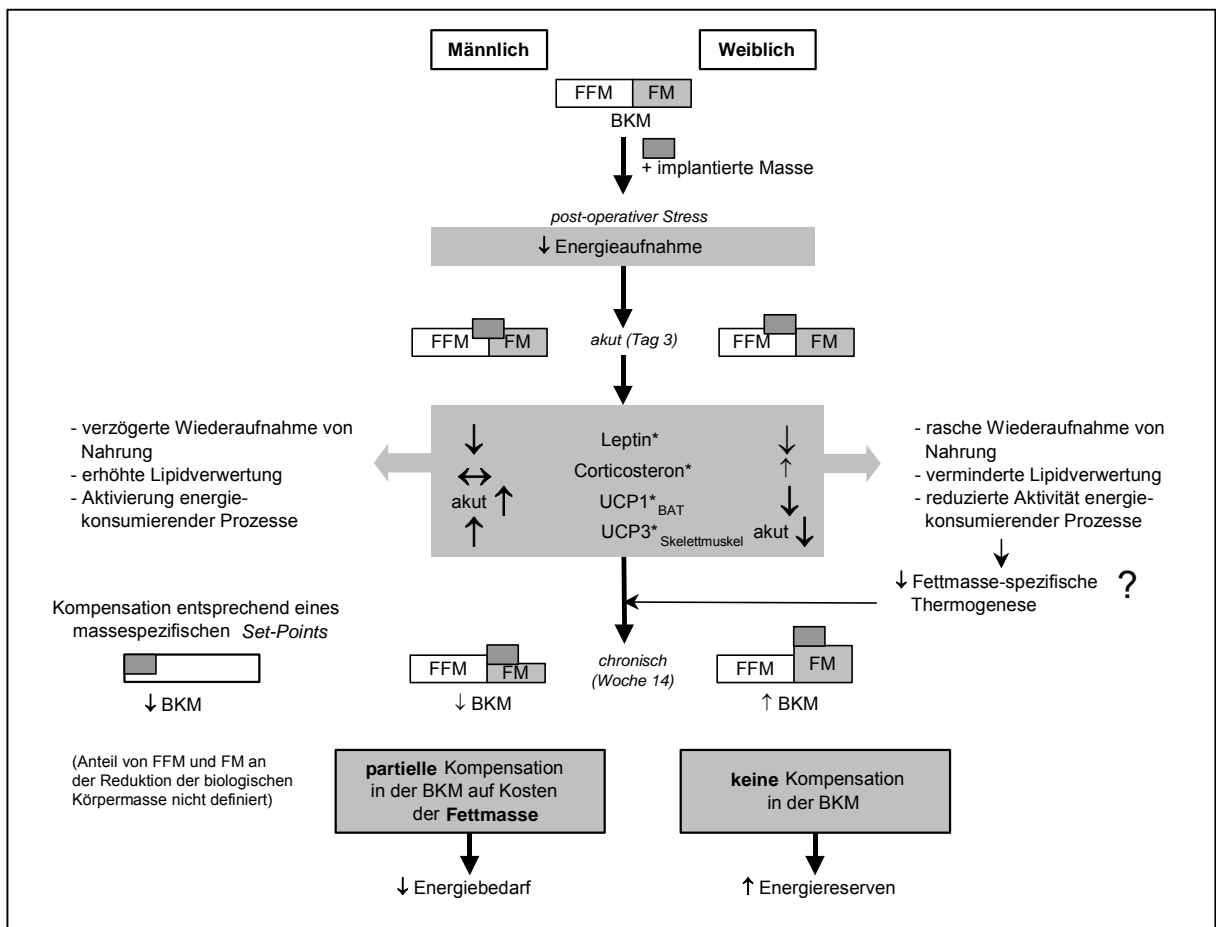 Männlich
Weiblich
FFM FM
BKM
+ implantierte Masse
post-operativer Stress
↓ Energieaufnahme
FFM FM
akut (Tag 3)
FFM FM
- verzögerte Wiederaufnahme von
Nahrung
- erhöhte Lipidverwertung
- Aktivierung energie-
konsumierender Prozesse
↓ Leptin* ↓
↔ Corticosteron* ↑
akut ↑ UCP1*BAT ↓
↑ UCP3*Skelettmuskel akut ↓
- rasche Wiederaufnahme von
Nahrung
- verminderte Lipidverwertung
- reduzierte Aktivität energie-
konsumierender Prozesse
↓ Fettmasse-spezifische
Thermogenese
?
Kompensation entsprechend eines
massespezifischen Set-Points
↓ BKM
(Anteil von FFM und FM an
der Reduktion der biologischen
Körpermasse nicht definiert)
FFM FM
↓ BKM
chronisch
(Woche 14)
FFM FM
↑ BKM
partielle Kompensation
in der BKM auf Kosten
der Fettmasse
keine Kompensation
in der BKM
↓ Energiebedarf
↑ Energiereserven